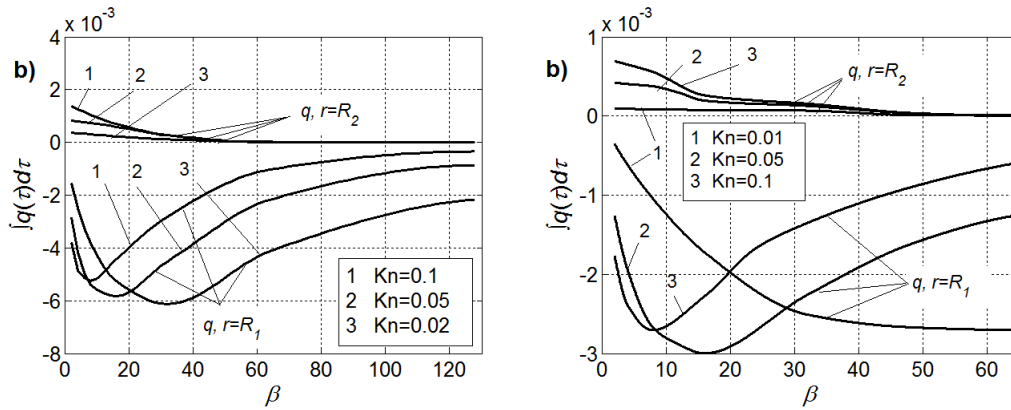 x 10⁻³
4
2
0
-2
-4
-6
-8
b)
∫q(τ)dτ
1
2
3
q, r=R₂
1
2
3
q, r=R₁
1 Kn=0.1
2 Kn=0.05
3 Kn=0.02
0 20 40 60 80 100 120
β
x 10⁻³
1
0
-1
-2
-3
b)
∫q(τ)dτ
2
3
q, r=R₂
1
1 Kn=0.01
2 Kn=0.05
3 Kn=0.1
2
3
1
q, r=R₁
0 10 20 30 40 50 60
β